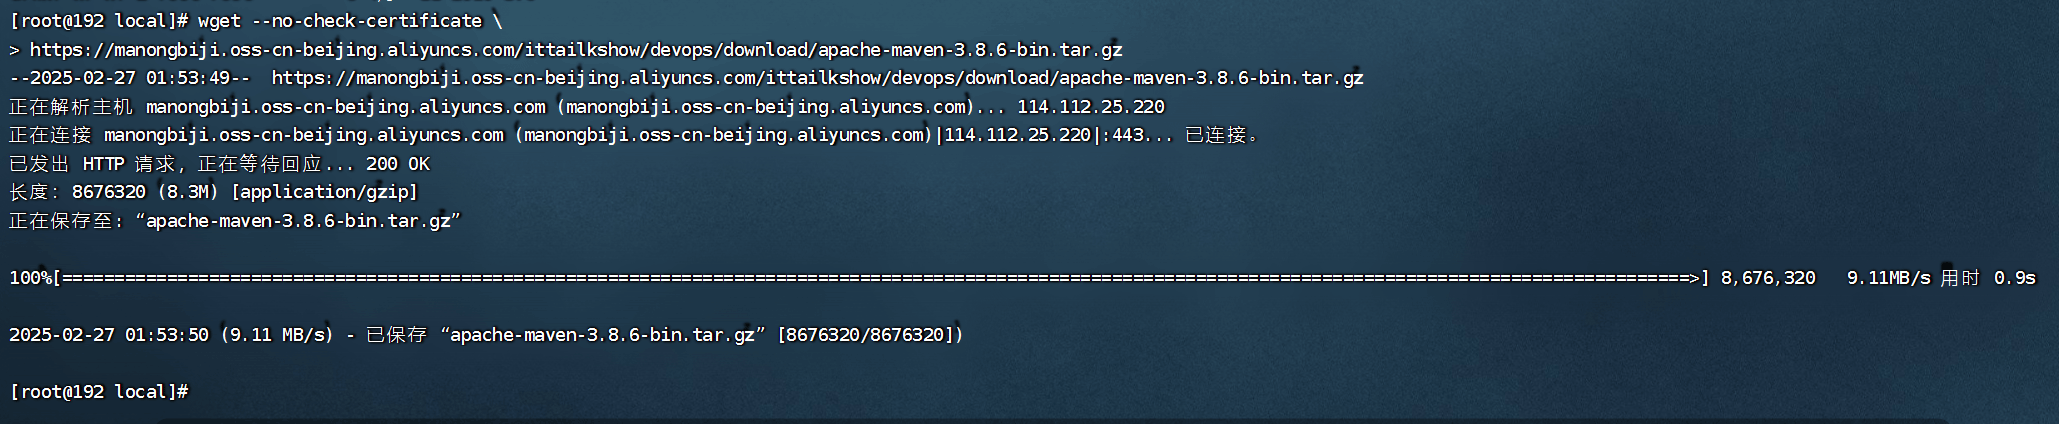 [root@192 local]# wget --no-check-certificate \
> https://manongbiji.oss-cn-beijing.aliyuncs.com/ittailkshow/devops/download/apache-maven-3.8.6-bin.tar.gz
--2025-02-27 01:53:49--  https://manongbiji.oss-cn-beijing.aliyuncs.com/ittailkshow/devops/download/apache-maven-3.8.6-bin.tar.gz
正在解析主机 manongbiji.oss-cn-beijing.aliyuncs.com (manongbiji.oss-cn-beijing.aliyuncs.com)... 114.112.25.220
正在连接 manongbiji.oss-cn-beijing.aliyuncs.com (manongbiji.oss-cn-beijing.aliyuncs.com)|114.112.25.220|:443... 已连接。
已发出 HTTP 请求，正在等待回应... 200 OK
长度：8676320 (8.3M) [application/gzip]
正在保存至: “apache-maven-3.8.6-bin.tar.gz”
100%[===========================================================================================================================================================>] 8,676,320   9.11MB/s 用时 0.9s
2025-02-27 01:53:50 (9.11 MB/s) - 已保存 “apache-maven-3.8.6-bin.tar.gz” [8676320/8676320])
[root@192 local]#